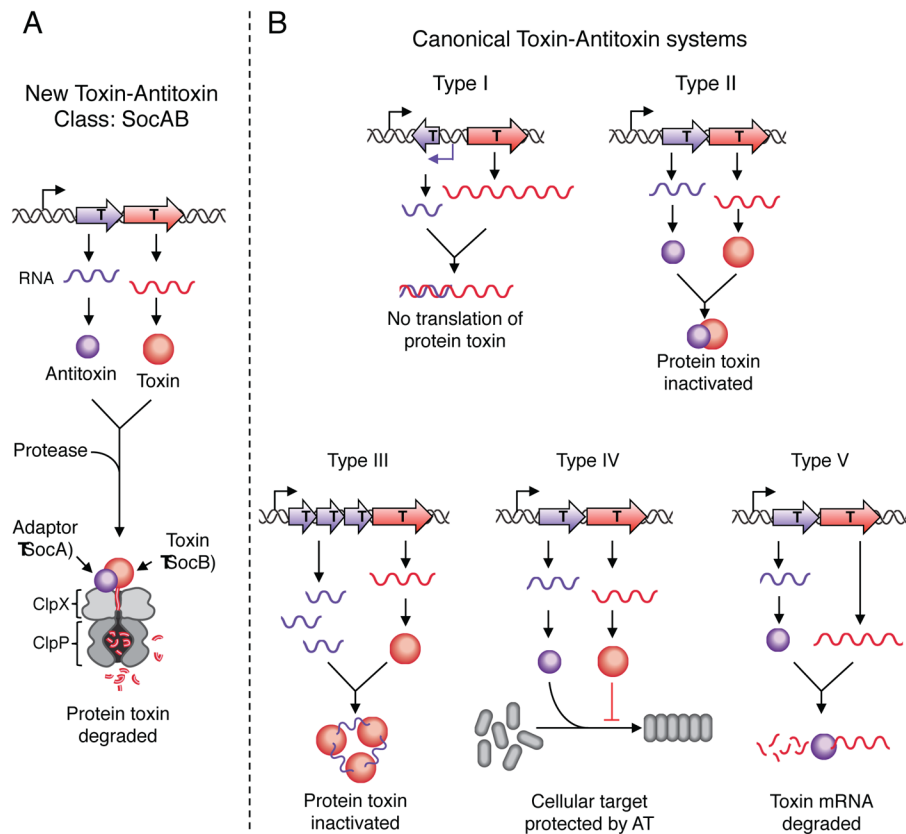 A
New Toxin-Antitoxin
Class: SocAB
T
T
RNA
Antitoxin
Toxin
Protease
Adaptor
TSocA)
Toxin
TSocB)
ClpX
ClpP
Protein toxin
degraded
B
Canonical Toxin-Antitoxin systems
Type I
T
T
No translation of
protein toxin
Type II
T
T
Protein toxin
inactivated
Type III
T
T
T
T
Protein toxin
inactivated
Type IV
T
T
Cellular target
protected by AT
Type V
T
T
Toxin mRNA
degraded